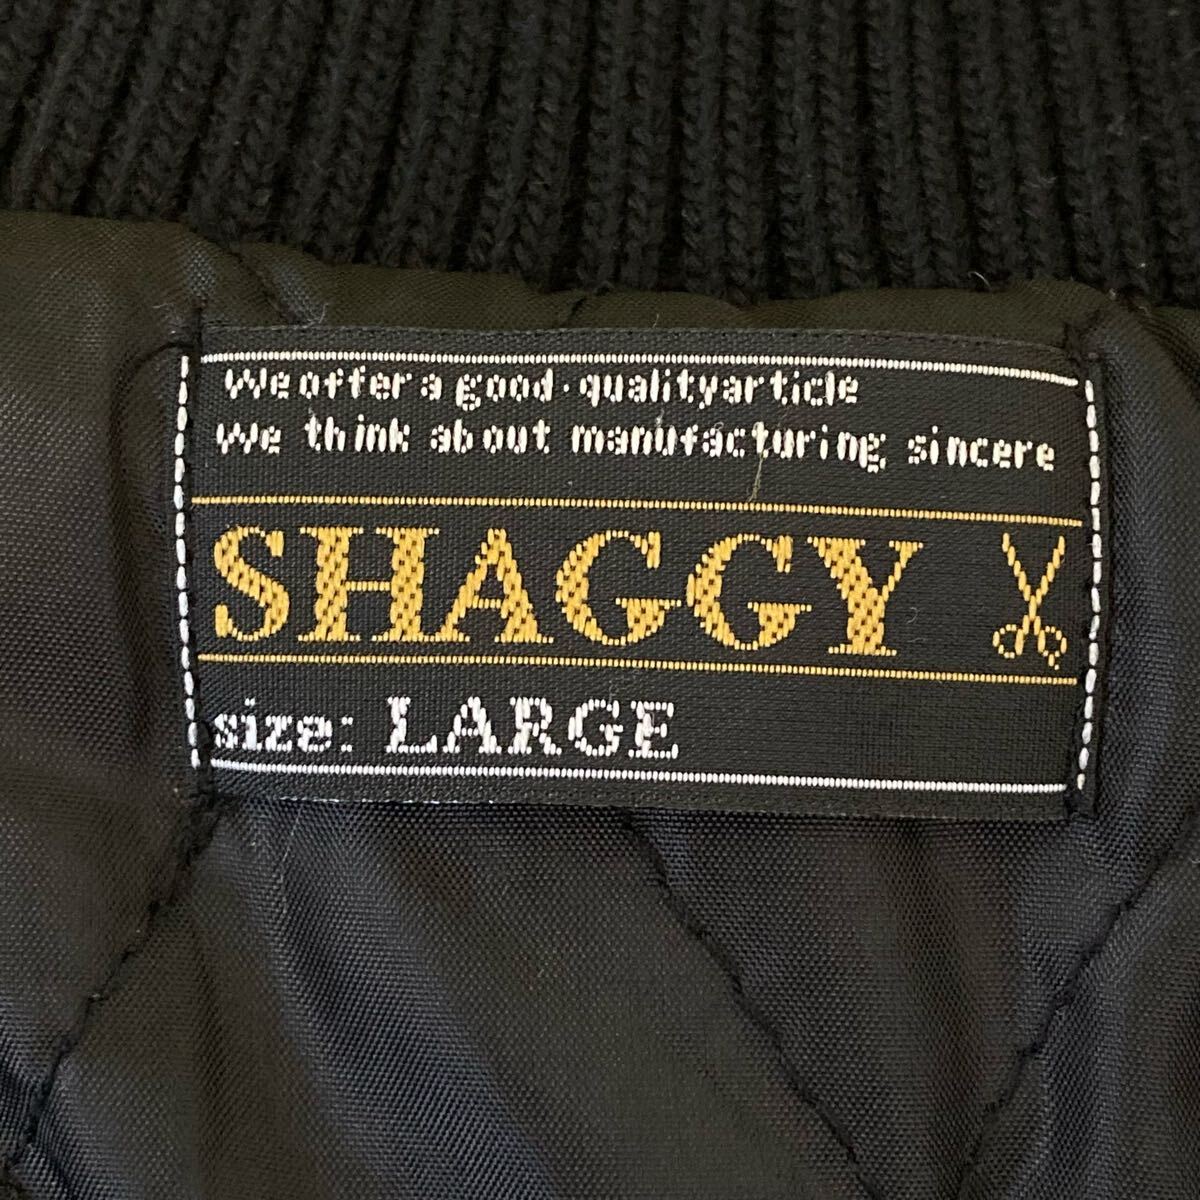 We offer a good·quality article
We think about manufacturing sincere
SHAGGY
size: LARGE